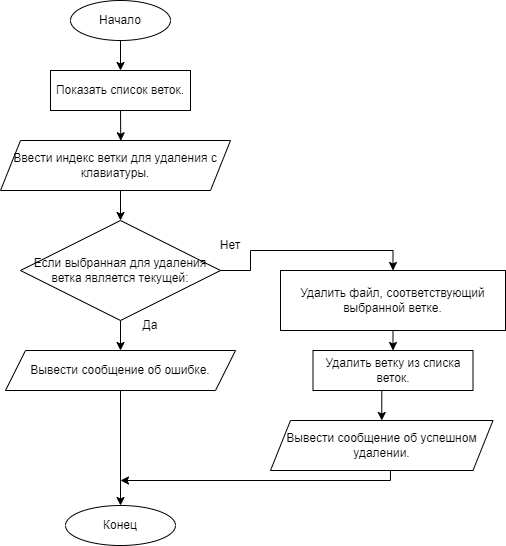 Начало
Показать список веток.
Ввести индекс ветки для удаления с
клавиатуры.
Если выбранная для удаления
ветка является текущей:
Нет
Удалить файл, соответствующий
выбранной ветке.
Да
Удалить ветку из списка
веток.
Вывести сообщение об ошибке.
Вывести сообщение об успешном
удалении.
Конец